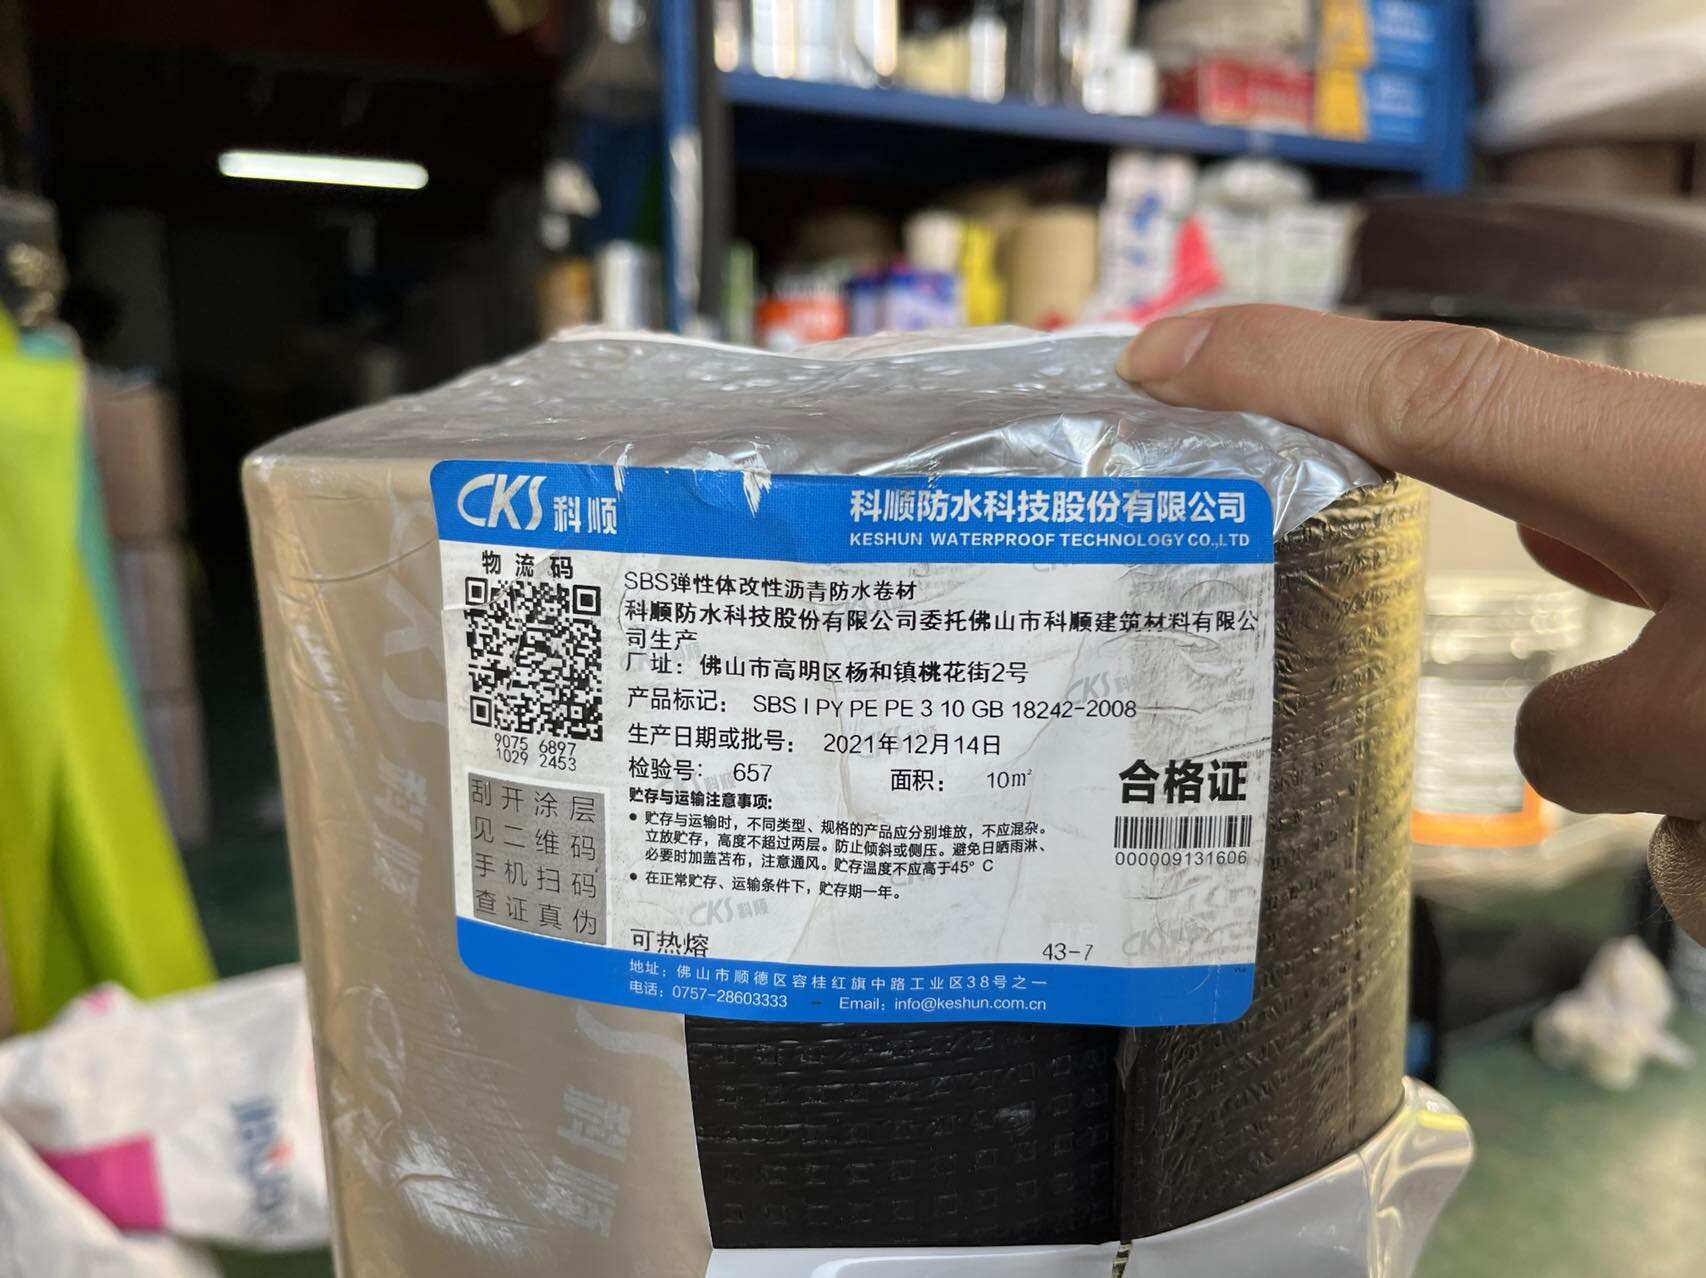 CKS 科顺
科顺防水科技股份有限公司
KESHUN WATERPROOF TECHNOLOGY CO.,LTD
物流码
9075 6897
1029 2453
刮开涂层
见二维码
手机扫码
查证真伪
SBS弹性体改性沥青防水卷材
科顺防水科技股份有限公司委托佛山市科顺建筑材料有限公
司生产
厂址：佛山市高明区杨和镇桃花街2号
产品标记： SBS I PY PE PE 3 10 GB 18242-2008
生产日期或批号： 2021年12月14日
检验号： 657 面积： 10㎡
贮存与运输注意事项:
• 贮存与运输时，不同类型、规格的产品应分别堆放，不应混杂。
立放贮存，高度不超过两层。防止倾斜或侧压。避免日晒雨淋、
必要时加盖苫布，注意通风。贮存温度不应高于45° C
• 在正常贮存、运输条件下，贮存期一年。
可热熔 43-7
合格证
000009131606
地址：佛山市顺德区容桂红旗中路工业区38号之一
电话：0757-28603333 - Email：info@keshun.com.cn
CKS 科顺
CKS 科顺
科顺